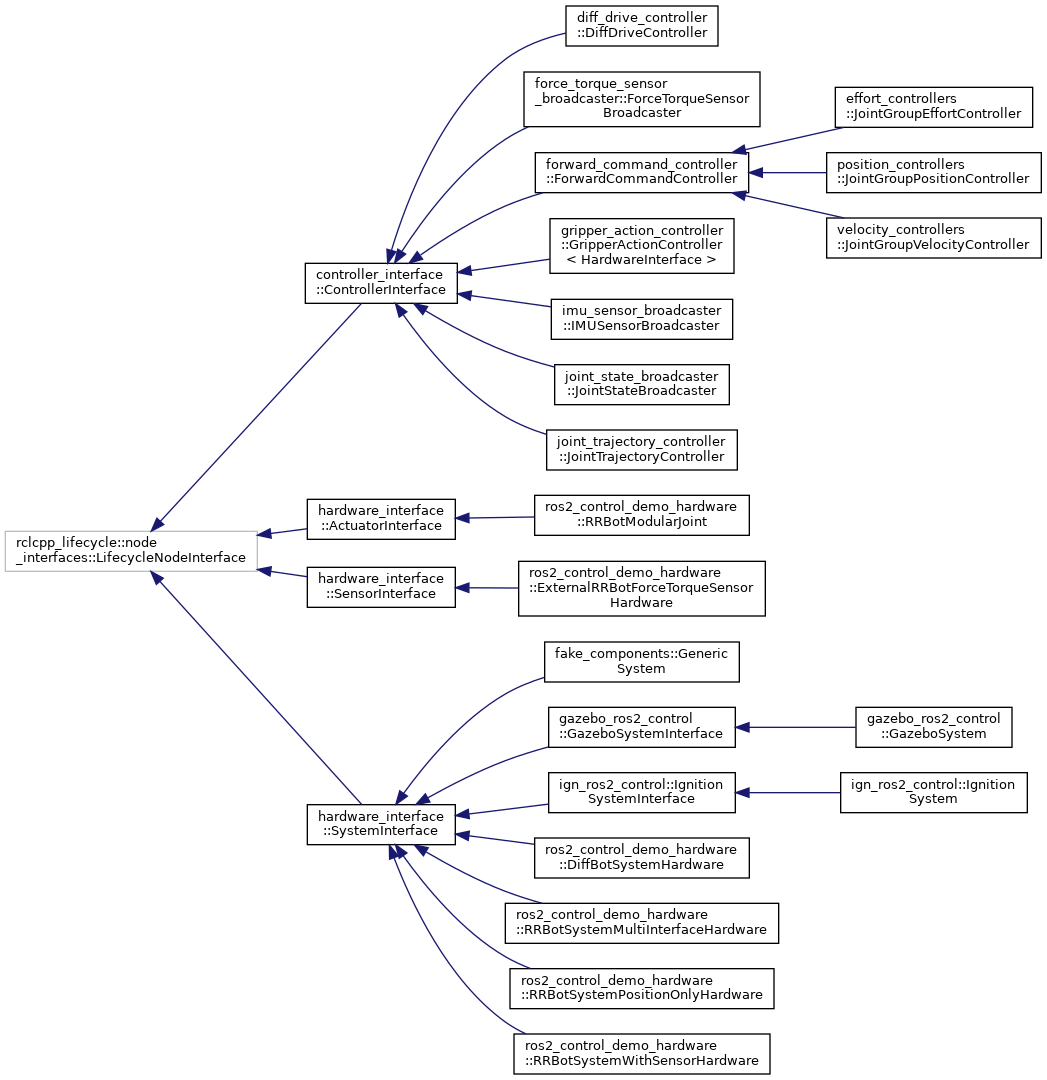 diff_drive_controller
::DiffDriveController
force_torque_sensor
_broadcaster::ForceTorqueSensor
Broadcaster
effort_controllers
::JointGroupEffortController
forward_command_controller
::ForwardCommandController
position_controllers
::JointGroupPositionController
velocity_controllers
::JointGroupVelocityController
gripper_action_controller
::GripperActionController
< HardwareInterface >
controller_interface
::ControllerInterface
imu_sensor_broadcaster
::IMUSensorBroadcaster
joint_state_broadcaster
::JointStateBroadcaster
joint_trajectory_controller
::JointTrajectoryController
rclcpp_lifecycle::node
_interfaces::LifecycleNodeInterface
hardware_interface
::ActuatorInterface
ros2_control_demo_hardware
::RRBotModularJoint
hardware_interface
::SensorInterface
ros2_control_demo_hardware
::ExternalRRBotForceTorqueSensor
Hardware
fake_components::Generic
System
gazebo_ros2_control
::GazeboSystemInterface
gazebo_ros2_control
::GazeboSystem
ign_ros2_control::Ignition
SystemInterface
ign_ros2_control::Ignition
System
hardware_interface
::SystemInterface
ros2_control_demo_hardware
::DiffBotSystemHardware
ros2_control_demo_hardware
::RRBotSystemMultiInterfaceHardware
ros2_control_demo_hardware
::RRBotSystemPositionOnlyHardware
ros2_control_demo_hardware
::RRBotSystemWithSensorHardware